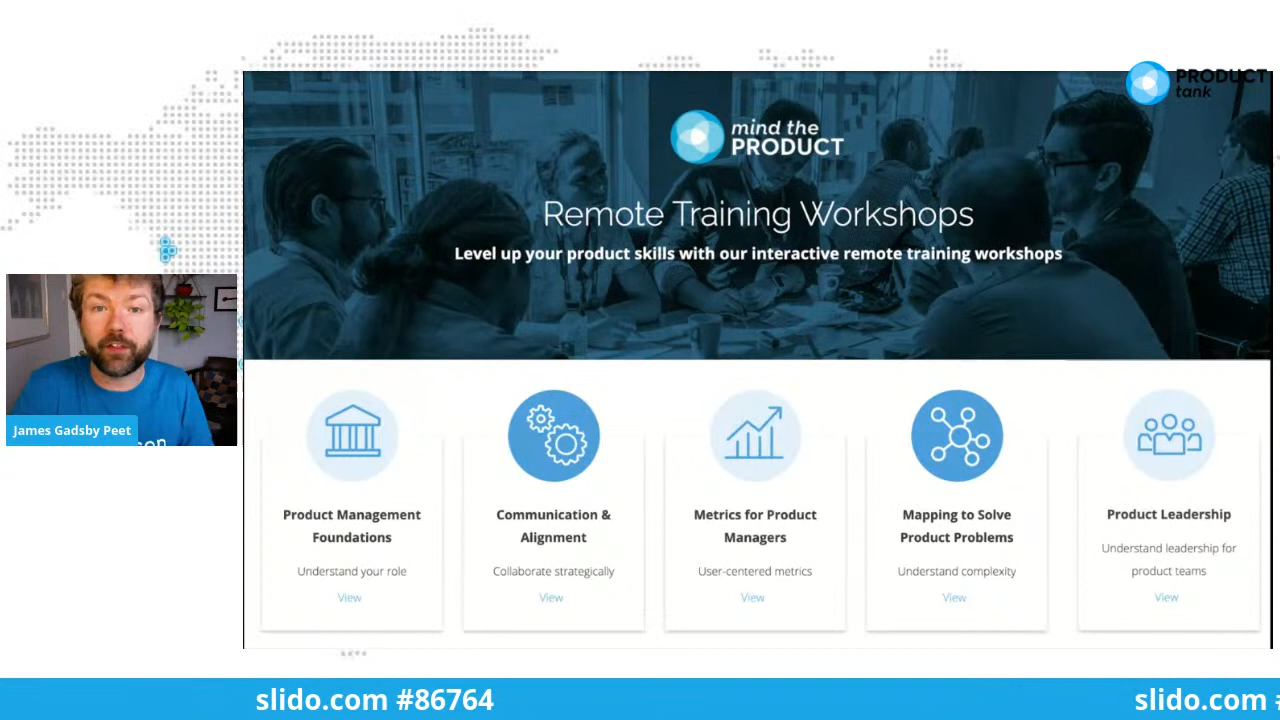 PRODUCT
tank
mind the
PRODUCT
Remote Training Workshops
Level up your product skills with our interactive remote training workshops
James Gadsby Peet
Product Management
Foundations
Understand your role
View
Communication &
Alignment
Collaborate strategically
View
Metrics for Product
Managers
User-centered metrics
View
Mapping to Solve
Product Problems
Understand complexity
View
Product Leadership
Understand leadership for
product teams
View
slido.com #86764
slido.com #